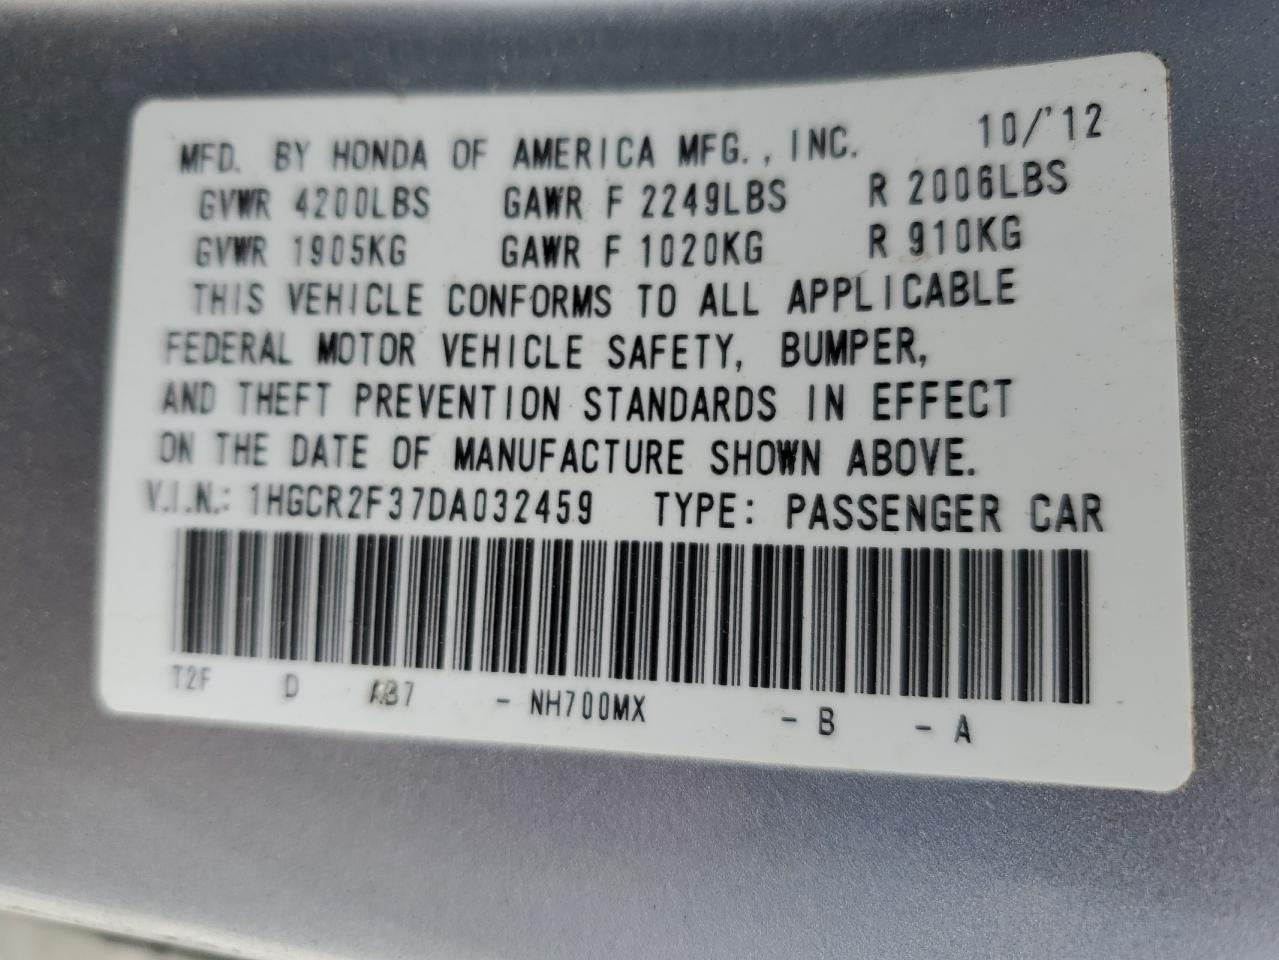 MFD. BY HONDA OF AMERICA MFG., INC. 10/'12
GVWR 4200LBS GAWR F 2249LBS R 2006LBS
GVWR 1905KG GAWR F 1020KG R 910KG
THIS VEHICLE CONFORMS TO ALL APPLICABLE
FEDERAL MOTOR VEHICLE SAFETY, BUMPER,
AND THEFT PREVENTION STANDARDS IN EFFECT
ON THE DATE OF MANUFACTURE SHOWN ABOVE.
V.I.N.: 1HGCR2F37DA032459 TYPE: PASSENGER CAR
T2F D AB7 - NH700MX - B - A